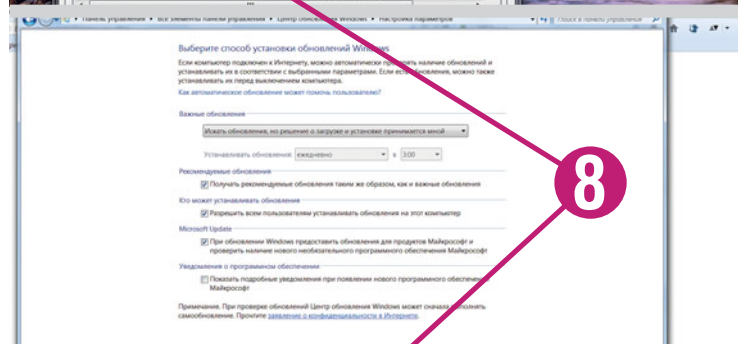 Панель управления • Все элементы панели управления • Центр обновления Windows • Настройка параметров
Поиск в панели управления
Выберите способ установки обновлений Windows
Если компьютер подключен к Интернету, можно автоматически проверять наличие обновлений и
устанавливать их в соответствии с выбранными параметрами. Если есть обновления, можно также
устанавливать их перед выключением компьютера.
Как автоматическое обновление может помочь пользователю?
Важные обновления
Искать обновления, но решение о загрузке и установке принимается мной
Устанавливать обновления: ежедневно в 3:00
Рекомендуемые обновления
Получать рекомендуемые обновления таким же образом, как и важные обновления
8
Кто может устанавливать обновления
Разрешить всем пользователям устанавливать обновления на этот компьютер
Microsoft Update
При обновлении Windows предоставить обновления для продуктов Майкрософт и
проверить наличие нового необязательного программного обеспечения Майкрософт
Уведомления о программном обеспечении
Показать подробные уведомления при появлении нового программного обеспечения
Майкрософт
Примечание. При проверке обновлений Центр обновления Windows может сначала выполнять
самообновление. Прочтите заявление о конфиденциальности в Интернете.